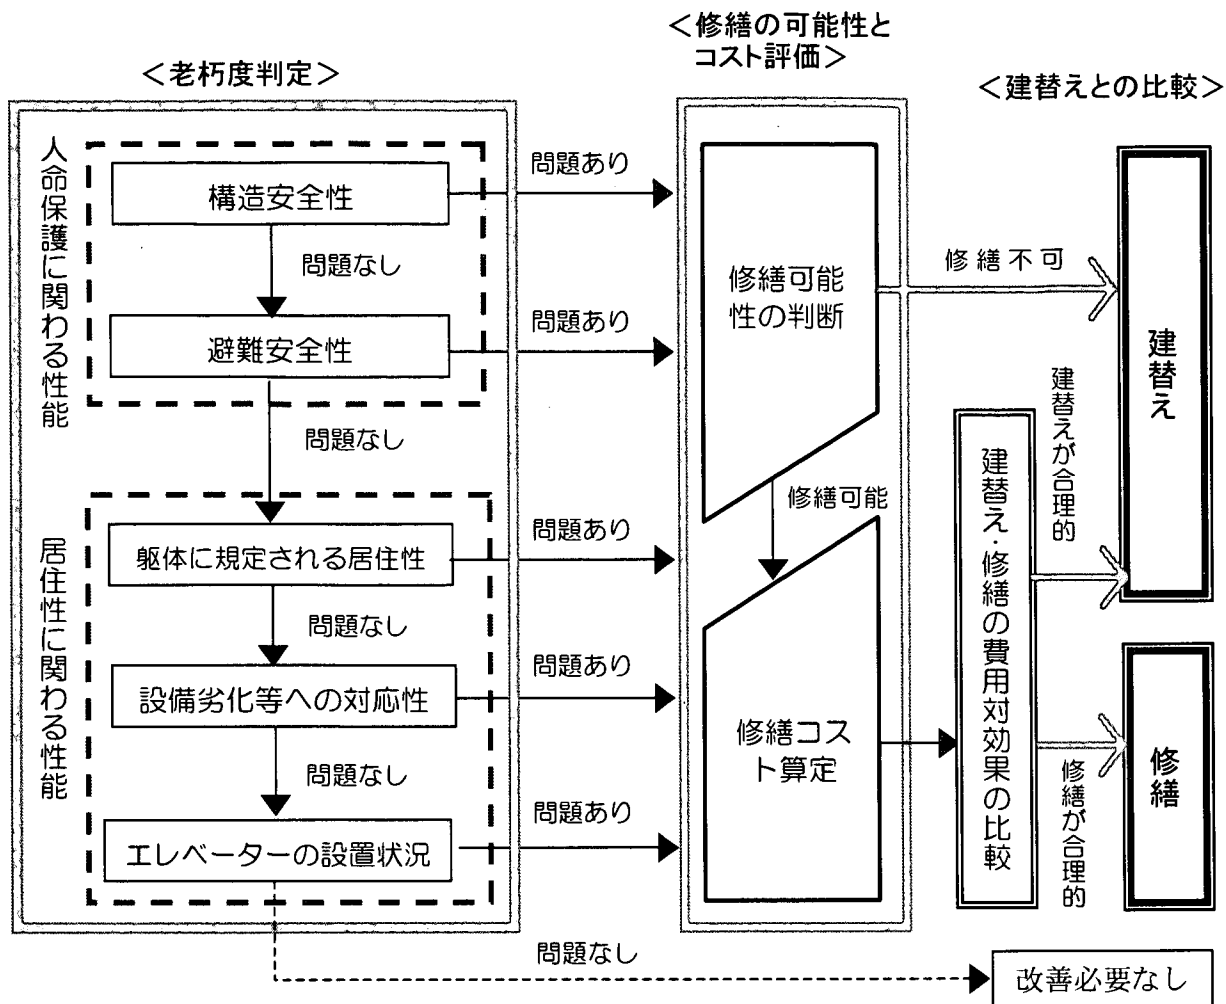 ＜老朽度判定＞
＜修繕の可能性と
コスト評価＞
＜建替えとの比較＞
人命保護に関わる性能
構造安全性
問題あり
問題なし
避難安全性
問題あり
問題なし
居住性に関わる性能
躯体に規定される居住性
問題あり
問題なし
設備劣化等への対応性
問題あり
問題なし
エレベーターの設置状況
問題あり
問題なし
修繕可能
性の判断
修繕不可
修繕可能
修繕コス
ト算定
建替え・修繕の費用対効果の比較
建替えが合理的
建替え
修繕が合理的
修繕
改善必要なし